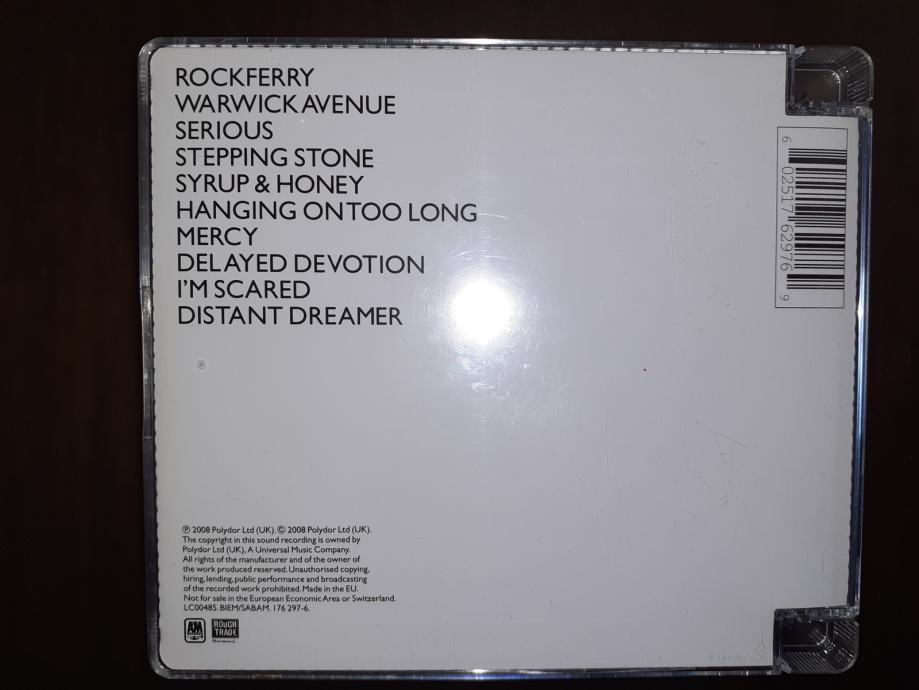 ROCKFERRY
WARWICK AVENUE
SERIOUS
STEPPING STONE
SYRUP & HONEY
HANGING ON TOO LONG
MERCY
DELAYED DEVOTION
I'M SCARED
DISTANT DREAMER
6 02517 62976 9
℗ 2008 Polydor Ltd (UK). © 2008 Polydor Ltd (UK).
The copyright in this sound recording is owned by
Polydor Ltd (UK), A Universal Music Company.
All rights of the manufacturer and of the owner of
the work produced reserved. Unauthorised copying,
hiring, lending, public performance and broadcasting
of the recorded work prohibited. Made in the EU.
Not for sale in the European Economic Area or Switzerland.
LC00485. BIEM/SABAM. 176 297-6.
A&M
ROUGH
TRADE